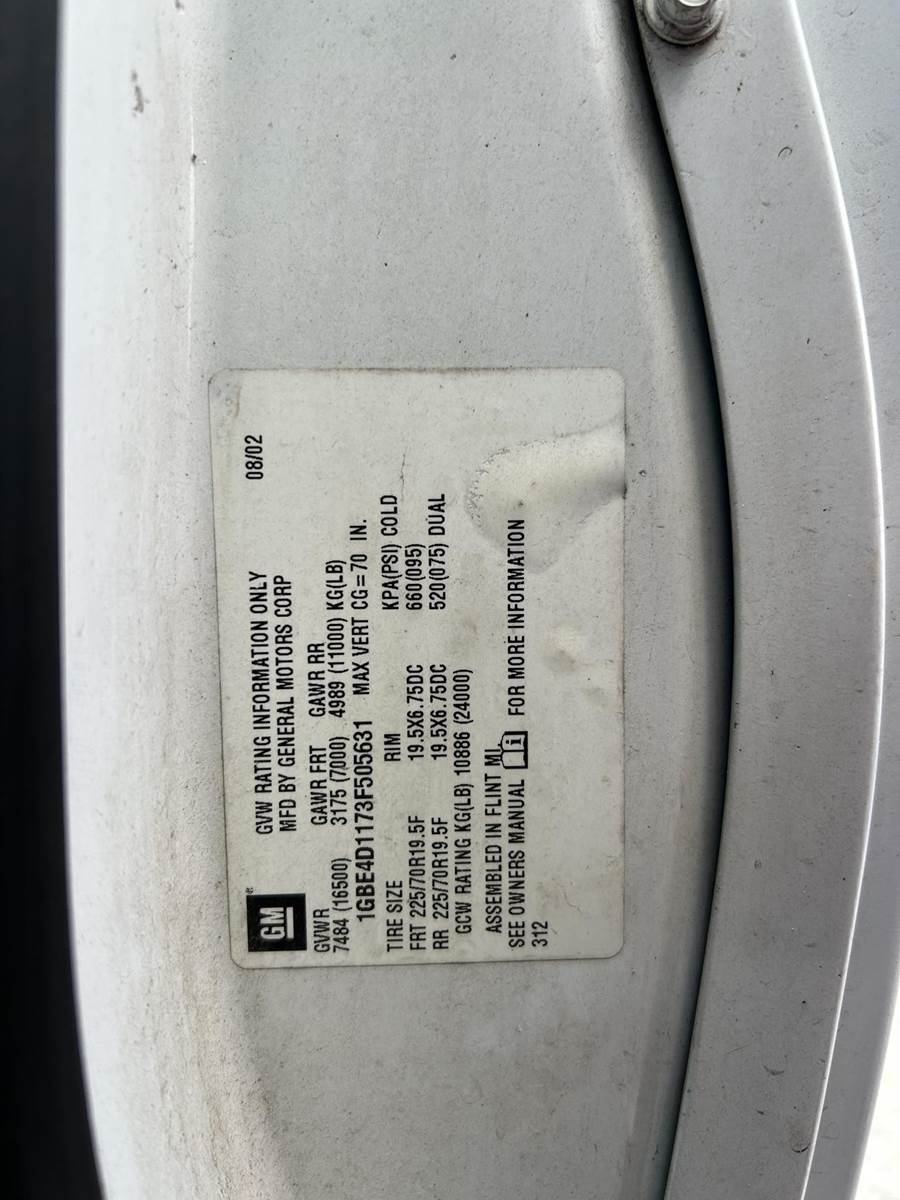 GM
GVW RATING INFORMATION ONLY 08/02
MFD BY GENERAL MOTORS CORP
GVWR GAWR FRT GAWR RR
7484 (16500) 3175 (7000) 4989 (11000) KG(LB)
1GBE4D1173F505631 MAX VERT CG=70 IN.
TIRE SIZE RIM KPA(PSI) COLD
FRT 225/70R19.5F 19.5X6.75DC 660(095)
RR 225/70R19.5F 19.5X6.75DC 520(075) DUAL
GCW RATING KG(LB) 10886 (24000)
ASSEMBLED IN FLINT MI,
SEE OWNERS MANUAL i FOR MORE INFORMATION
312